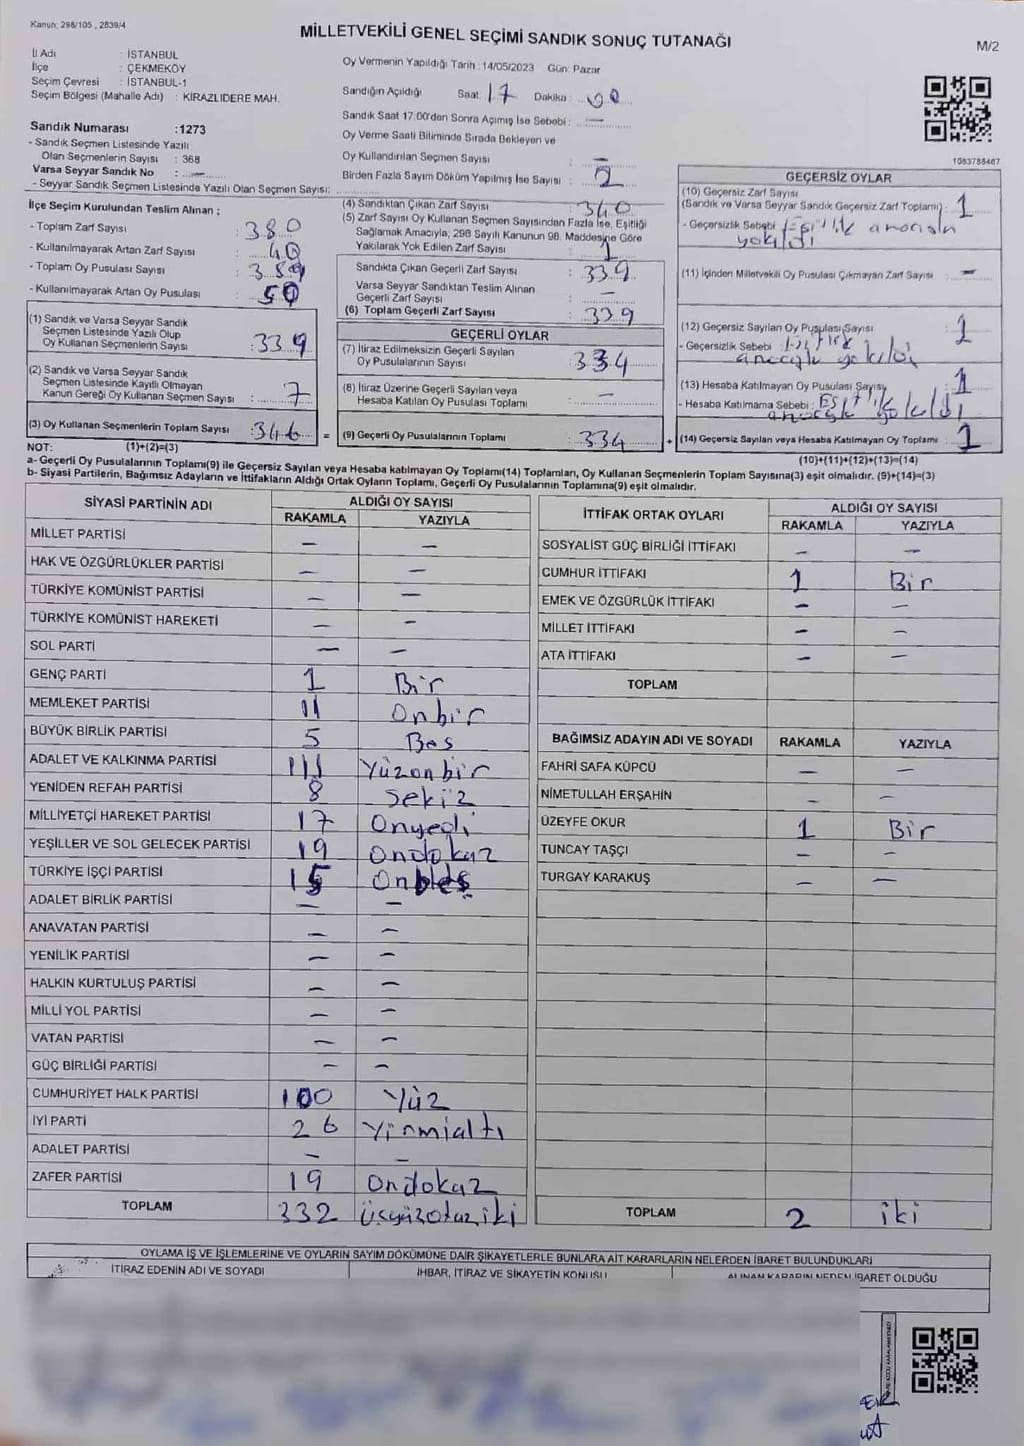 Kanun: 298/105 , 2839/4
MİLLETVEKİLİ GENEL SEÇİMİ SANDIK SONUÇ TUTANAĞI
M/2
İl Adı : İSTANBUL
İlçe : ÇEKMEKÖY
Seçim Çevresi : İSTANBUL-1
Seçim Bölgesi (Mahalle Adı) : KİRAZLIDERE MAH.
Sandık Numarası :1273
- Sandık Seçmen Listesinde Yazılı
Olan Seçmenlerin Sayısı : 368
Varsa Seyyar Sandık No : —
- Seyyar Sandık Seçmen Listesinde Yazılı Olan Seçmen Sayısı:
Oy Vermenin Yapıldığı Tarih :14/05/2023 Gün: Pazar
Sandığın Açıldığı Saat: 17 Dakika: 00
Sandık Saat 17:00'den Sonra Açımış İse Sebebi : —
Oy Verme Saati Bitiminde Sırada Bekleyen ve
Oy Kullandırılan Seçmen Sayısı : —
Birden Fazla Sayım Döküm Yapılmış İse Sayısı : 2
1083788467
İlçe Seçim Kurulundan Teslim Alınan ;
- Toplam Zarf Sayısı : 380
- Kullanılmayarak Artan Zarf Sayısı : 40
- Toplam Oy Pusulası Sayısı : 389
- Kullanılmayarak Artan Oy Pusulası : 50
(1) Sandık ve Varsa Seyyar Sandık
Seçmen Listesinde Yazılı Olup
Oy Kullanan Seçmenlerin Sayısı : 339
(2) Sandık ve Varsa Seyyar Sandık
Seçmen Listesinde Kayıtlı Olmayan
Kanun Gereği Oy Kullanan Seçmen Sayısı : 7
(3) Oy Kullanan Seçmenlerin Toplam Sayısı : 346 =
(4) Sandıktan Çıkan Zarf Sayısı : 340
(5) Zarf Sayısı Oy Kullanan Seçmen Sayısından Fazla İse, Eşitliği
Sağlamak Amacıyla, 298 Sayılı Kanunun 98. Maddesine Göre
Yakılarak Yok Edilen Zarf Sayısı : 1
Sandıkta Çıkan Geçerli Zarf Sayısı : 339
Varsa Seyyar Sandıktan Teslim Alınan
Geçerli Zarf Sayısı : —
(6) Toplam Geçerli Zarf Sayısı : 339
GEÇERLİ OYLAR
(7) İtiraz Edilmeksizin Geçerli Sayılan
Oy Pusulalarının Sayısı : 334
(8) İtiraz Üzerine Geçerli Sayılan veya
Hesaba Katılan Oy Pusulası Toplamı : —
(9) Geçerli Oy Pusulalarının Toplamı : 334 +
GEÇERSİZ OYLAR
(10) Geçersiz Zarf Sayısı
(Sandık ve Varsa Seyyar Sandık Geçersiz Zarf Toplamı) : 1
- Geçersizlik Sebebi :
yakıldı
(11) İçinden Milletvekili Oy Pusulası Çıkmayan Zarf Sayısı : —
(12) Geçersiz Sayılan Oy Pusulası Sayısı : 1
- Geçersizlik Sebebi :
yakıldı
(13) Hesaba Katılmayan Oy Pusulası Sayısı : 1
- Hesaba Katılmama Sebebi : Eşitlik
yakıldı
(14) Geçersiz Sayılan veya Hesaba Katılmayan Oy Toplamı : 1
NOT: (1)+(2)=(3)
(10)+(11)+(12)+(13)=(14)
a- Geçerli Oy Pusulalarının Toplamı(9) ile Geçersiz Sayılan veya Hesaba katılmayan Oy Toplamı(14) Toplamları, Oy Kullanan Seçmenlerin Toplam Sayısına(3) eşit olmalıdır. (9)+(14)=(3)
b- Siyasi Partilerin, Bağımsız Adayların ve İttifakların Aldığı Ortak Oyların Toplamı, Geçerli Oy Pusulalarının Toplamına(9) eşit olmalıdır.
SİYASİ PARTİNİN ADI ALDIĞI OY SAYISI
RAKAMLA YAZIYLA
MİLLET PARTİSİ — —
HAK VE ÖZGÜRLÜKLER PARTİSİ — —
TÜRKİYE KOMÜNİST PARTİSİ — —
TÜRKİYE KOMÜNİST HAREKETİ — —
SOL PARTİ — —
GENÇ PARTİ 1 Bir
MEMLEKET PARTİSİ 11 Onbir
BÜYÜK BİRLİK PARTİSİ 5 Beş
ADALET VE KALKINMA PARTİSİ 111 Yüzonbir
YENİDEN REFAH PARTİSİ 8 Sekiz
MİLLİYETÇİ HAREKET PARTİSİ 17 Onyedi
YEŞİLLER VE SOL GELECEK PARTİSİ 19 Ondokuz
TÜRKİYE İŞÇİ PARTİSİ 15 Onbeş
ADALET BİRLİK PARTİSİ — —
ANAVATAN PARTİSİ — —
YENİLİK PARTİSİ — —
HALKIN KURTULUŞ PARTİSİ — —
MİLLİ YOL PARTİSİ — —
VATAN PARTİSİ — —
GÜÇ BİRLİĞİ PARTİSİ — —
CUMHURİYET HALK PARTİSİ 100 Yüz
İYİ PARTİ 26 Yirmialtı
ADALET PARTİSİ — —
ZAFER PARTİSİ 19 Ondokuz
TOPLAM 332 üçyüzotuziki
İTTİFAK ORTAK OYLARI ALDIĞI OY SAYISI
RAKAMLA YAZIYLA
SOSYALİST GÜÇ BİRLİĞİ İTTİFAKI — —
CUMHUR İTTİFAKI 1 Bir
EMEK VE ÖZGÜRLÜK İTTİFAKI — —
MİLLET İTTİFAKI — —
ATA İTTİFAKI — —
TOPLAM
BAĞIMSIZ ADAYIN ADI VE SOYADI RAKAMLA YAZIYLA
FAHRİ SAFA KÜPCÜ — —
NİMETULLAH ERŞAHİN — —
ÜZEYFE OKUR 1 Bir
TUNCAY TAŞÇI — —
TURGAY KARAKUŞ — —
TOPLAM 2 iki
OYLAMA İŞ VE İŞLEMLERİNE VE OYLARIN SAYIM DÖKÜMÜNE DAİR ŞİKAYETLERLE BUNLARA AİT KARARLARIN NELERDEN İBARET BULUNDUKLARI
İTİRAZ EDENİN ADI VE SOYADI İHBAR, İTİRAZ VE ŞİKAYETİN KONUSU ALINAN KARARIN NEDEN İBARET OLDUĞU